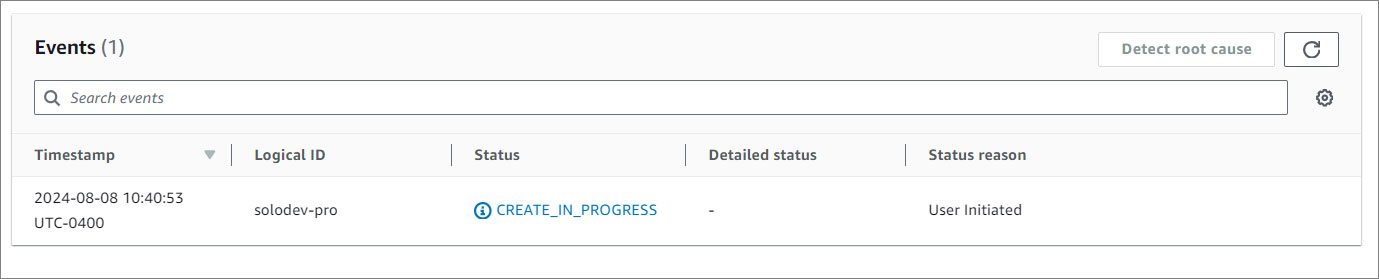 Events (1)
Detect root cause
Search events
Timestamp Logical ID Status Detailed status Status reason
2024-08-08 10:40:53
UTC-0400 solodev-pro CREATE_IN_PROGRESS - User Initiated